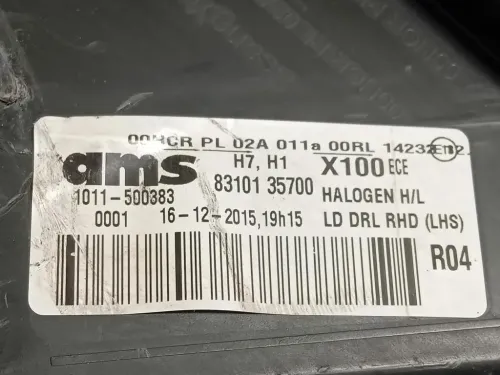 00HCR PL 02A 011a 00RL 14232
ams H7, H1 X100 ECE
83101 35700 HALOGEN H/L
1011-500383
0001 16-12-2015,19h15 LD DRL RHD (LHS)
R04